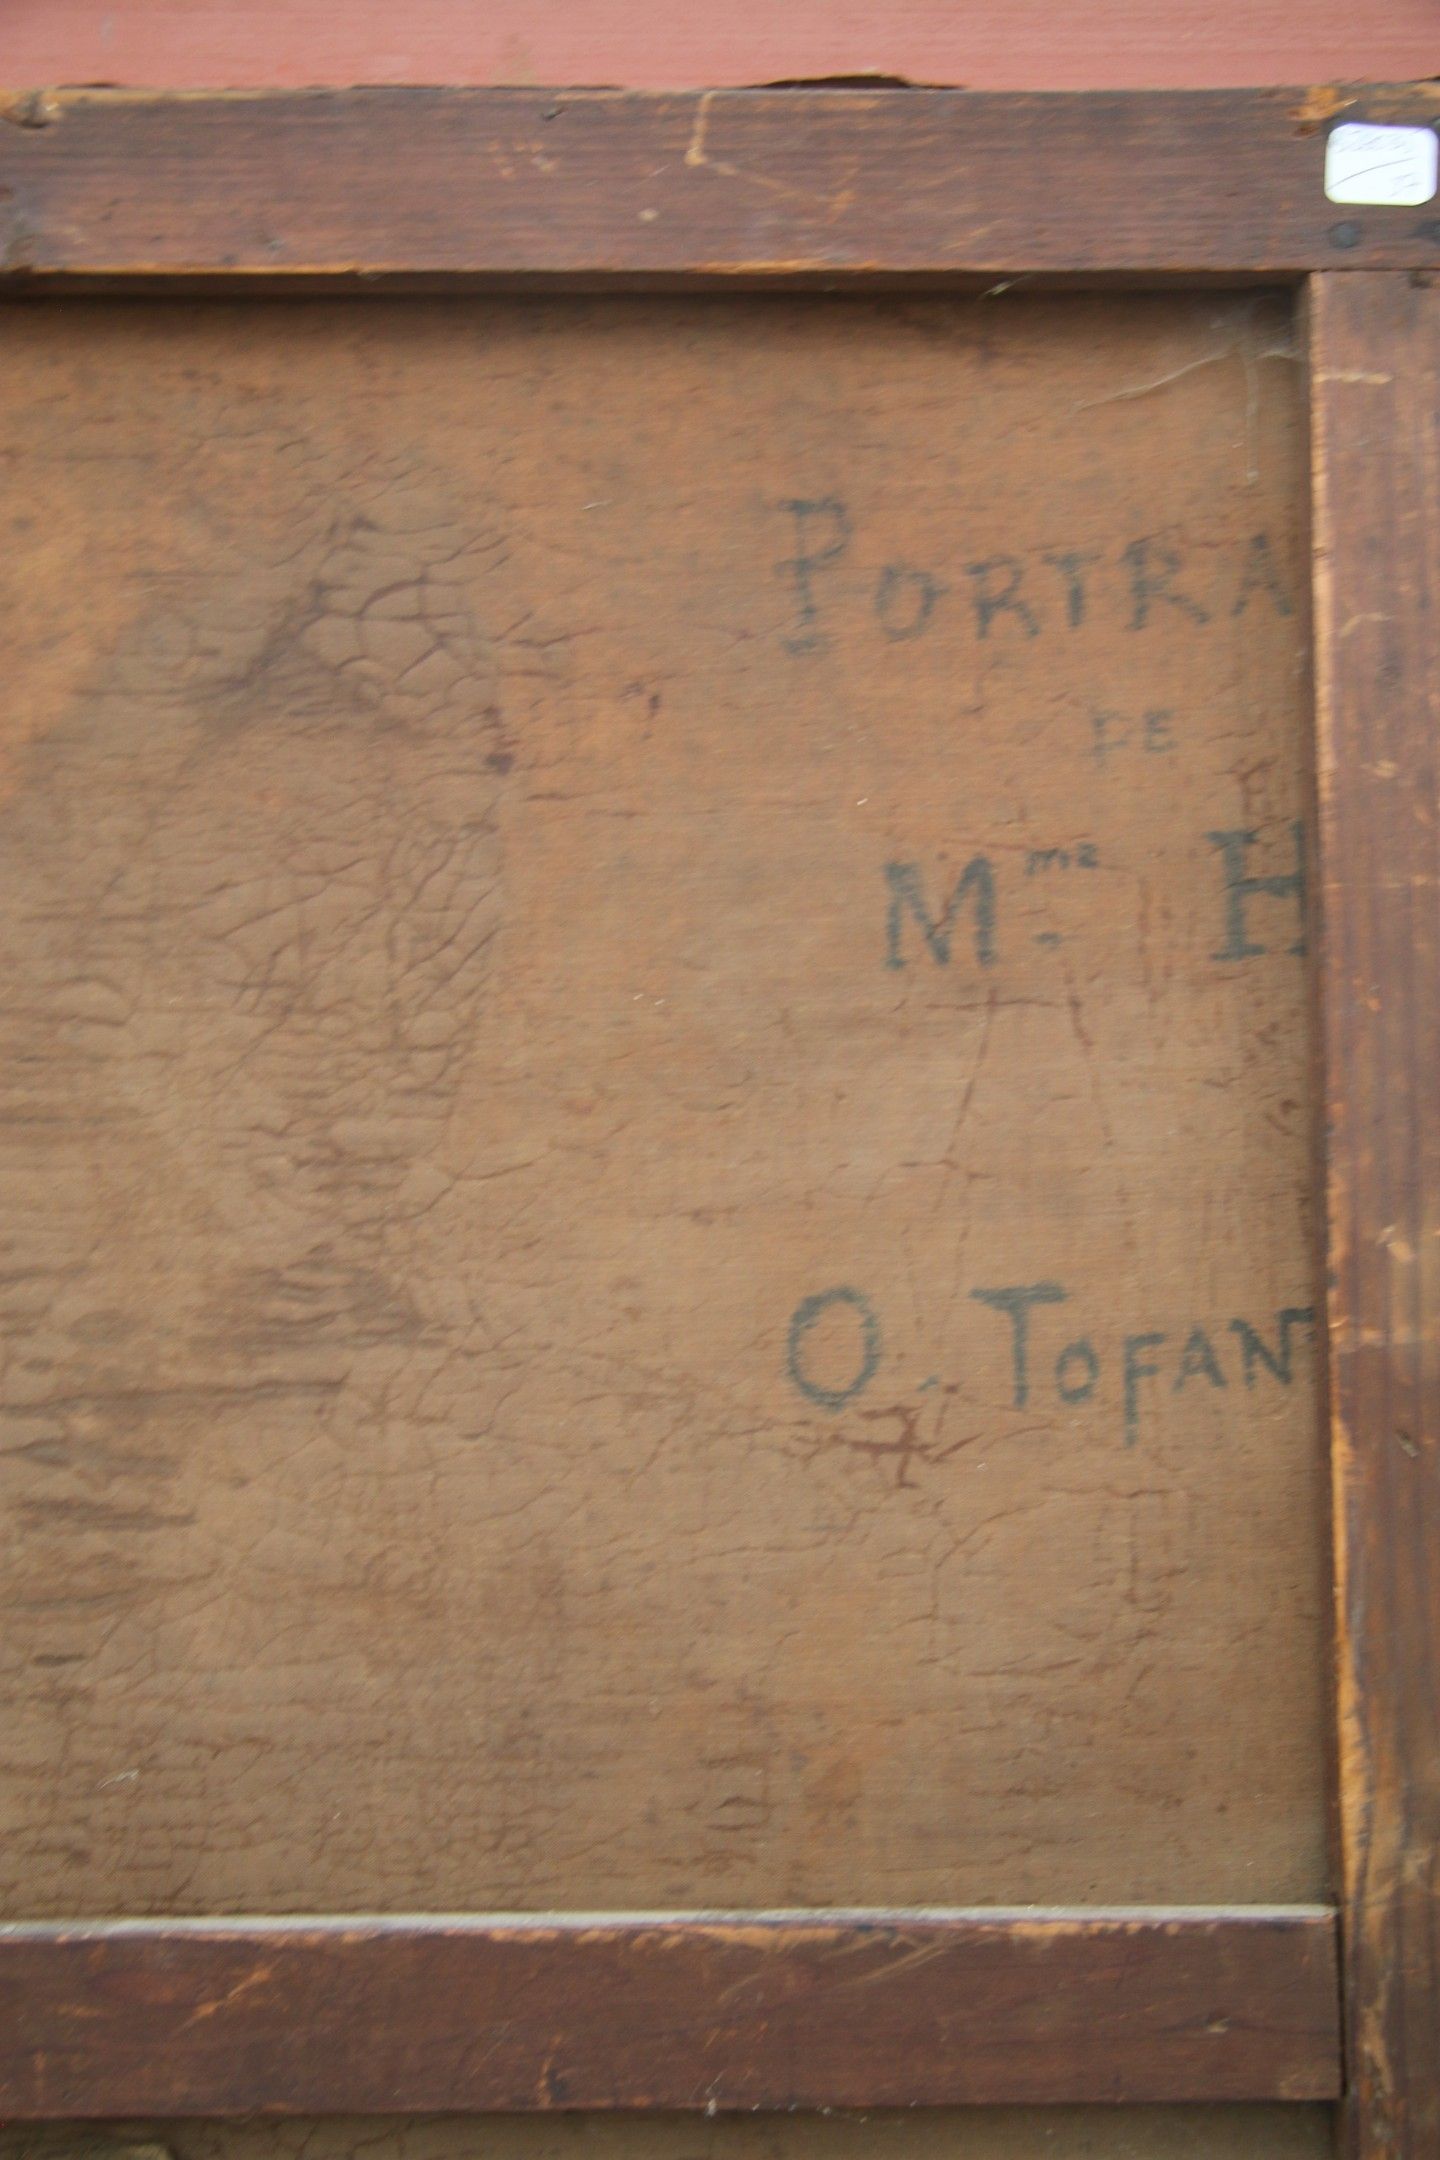 PORTRA
DE
Mme H
O. TOFAN